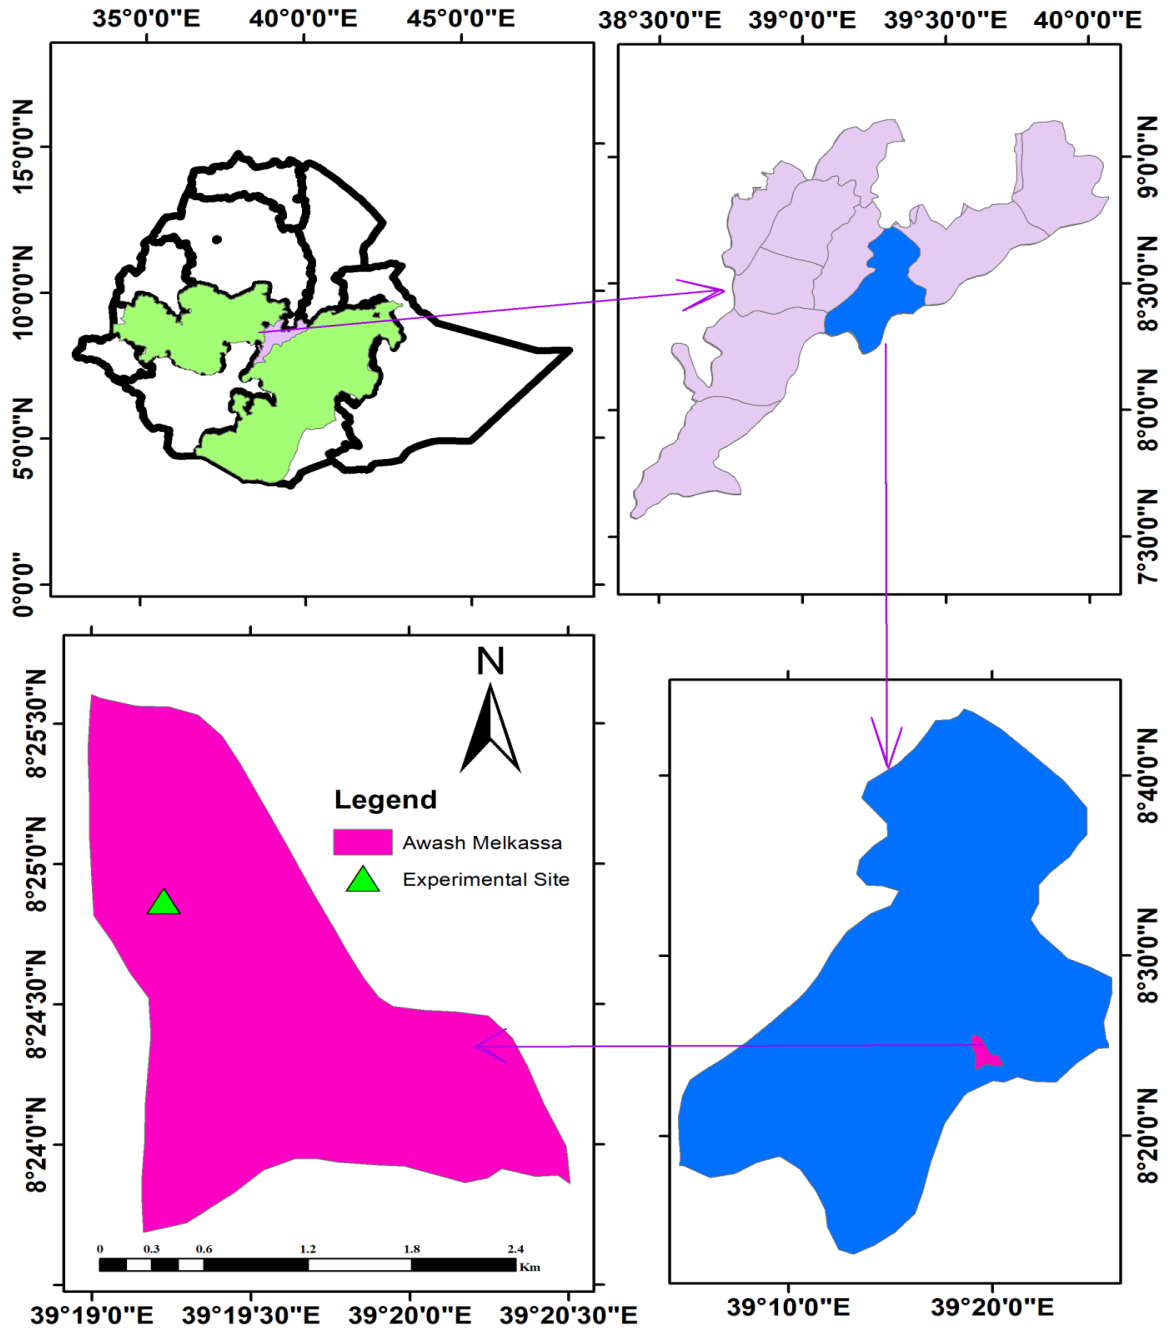 35°0'0"E 40°0'0"E 45°0'0"E
15°0'0"N
10°0'0"N
5°0'0"N
0°0'0"
38°30'0"E 39°0'0"E 39°30'0"E 40°0'0"E
9°0'0"N
8°30'0"N
8°0'0"N
7°30'0"N
8°25'30"N
8°25'0"N
8°24'30"N
8°24'0"N
N
Legend
Awash Melkassa
Experimental Site
0 0.3 0.6 1.2 1.8 2.4
Km
39°19'0"E 39°19'30"E 39°20'0"E 39°20'30"E
8°40'0"N
8°30'0"N
8°20'0"N
39°10'0"E 39°20'0"E